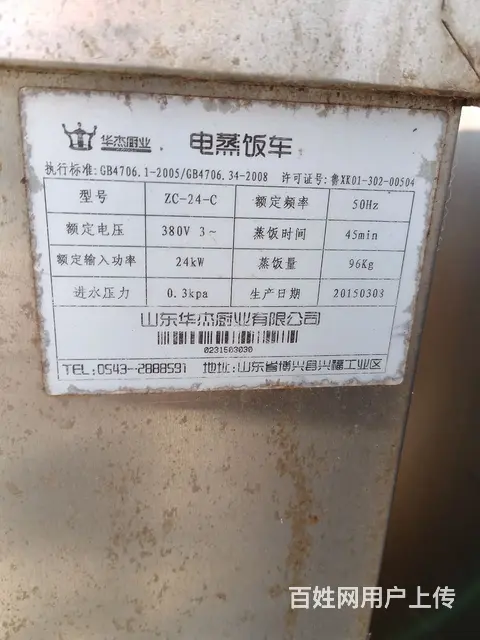 华杰厨业 电蒸饭车
执行标准:GB4706.1-2005/GB4706.34-2008 许可证号:鲁XK01-302-00504
型号 ZC-24-C 额定频率 50Hz
额定电压 380V 3~ 蒸饭时间 45min
额定输入功率 24kW 蒸饭量 96Kg
进水压力 0.3kpa 生产日期 20150303
山东华杰厨业有限公司
0231503030
TEL:0543-2888591 地址:山东省博兴县兴福工业区
百姓网用户上传